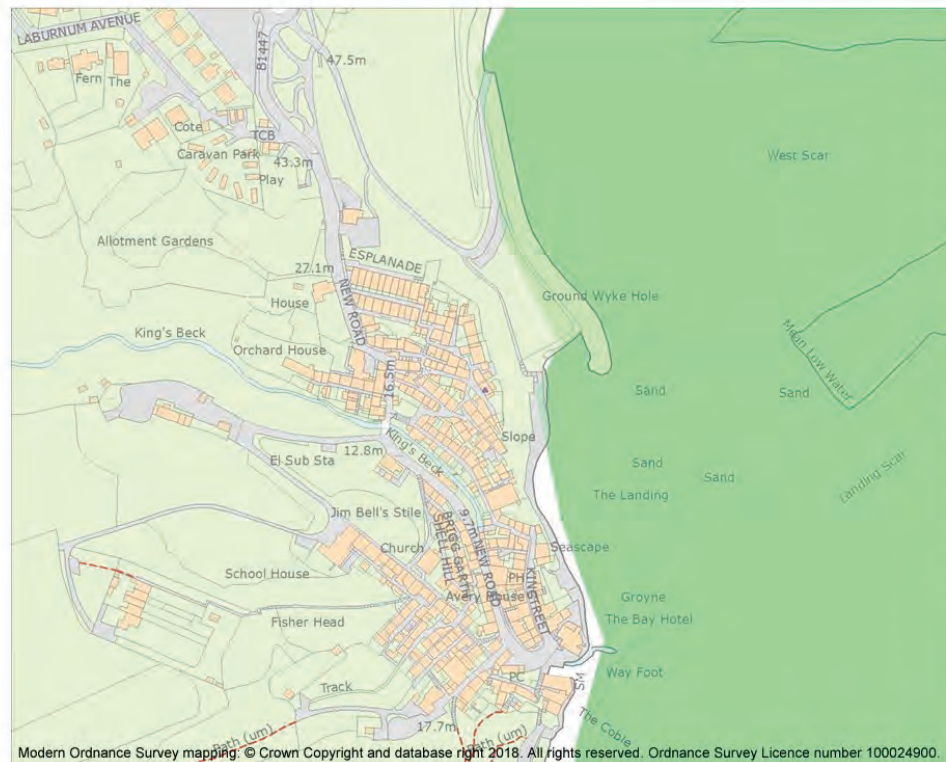 LABURNUM AVENUE
B1447
47.5m
Fern
The
West Scar
Cote
TCB
Caravan Park
43.3m
Play
Allotment Gardens
ESPLANADE
27.1m
House
NEW ROAD
Ground Wyke Hole
King's Beck
Orchard House
Mean Low Water
16.5m
Sand
Sand
King's Beck
Slope
12.8m
El Sub Sta
Sand
Sand
Landing Scar
The Landing
Jim Bell's Stile
9.7m
NEW ROAD
BRIGG GARTH
SHELL HILL
Church
Seascape
School House
PH
KINSTREET
Avery House
Groyne
The Bay Hotel
Fisher Head
PC
SM
Way Foot
Track
17.7m
The Coble
Path (um)
Path (um)
Modern Ordnance Survey mapping: © Crown Copyright and database right 2018. All rights reserved. Ordnance Survey Licence number 100024900.